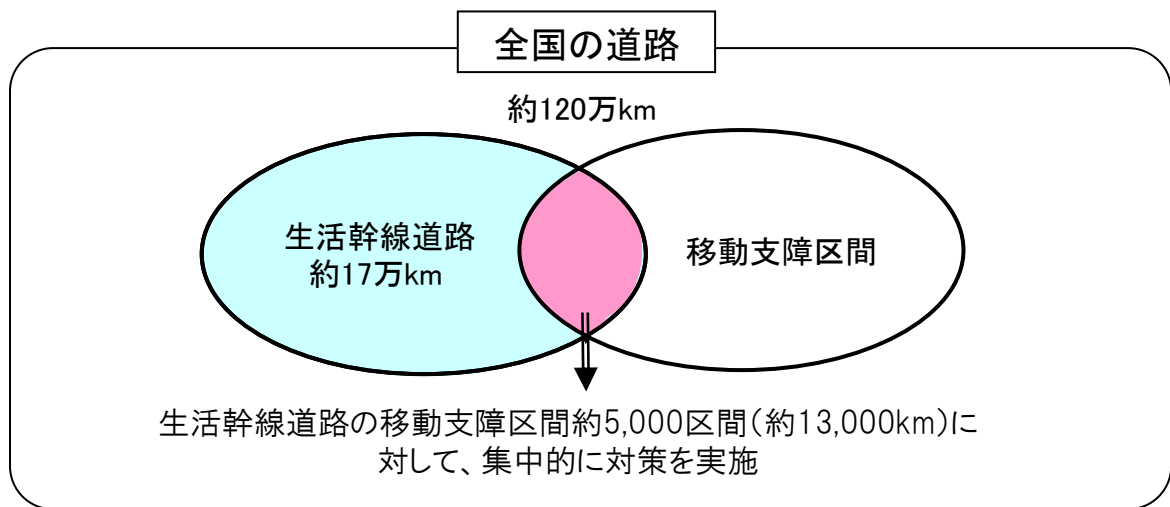 全国の道路
約120万km
生活幹線道路
約17万km
移動支障区間
生活幹線道路の移動支障区間約5,000区間(約13,000km)に
対して、集中的に対策を実施